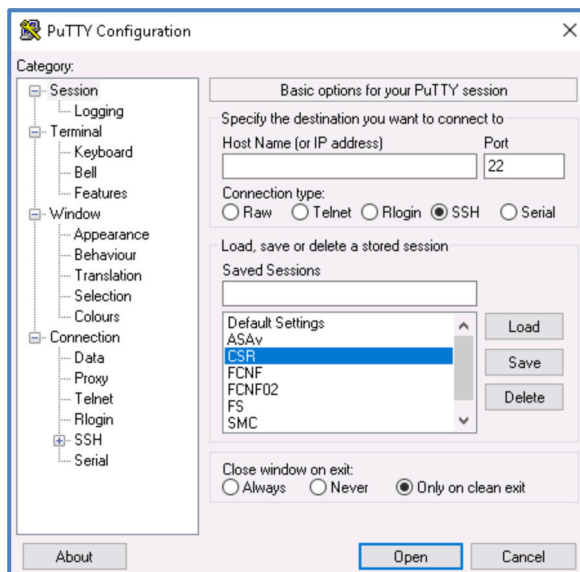 PuTTY Configuration
Category:
Session
Logging
Terminal
Keyboard
Bell
Features
Window
Appearance
Behaviour
Translation
Selection
Colours
Connection
Data
Proxy
Telnet
Rlogin
SSH
Serial
Basic options for your PuTTY session
Specify the destination you want to connect to
Host Name (or IP address) Port
22
Connection type:
Raw Telnet Rlogin SSH Serial
Load, save or delete a stored session
Saved Sessions
Default Settings
ASAv
CSR
FCNF
FCNF02
FS
SMC
Load
Save
Delete
Close window on exit:
Always Never Only on clean exit
About Open Cancel